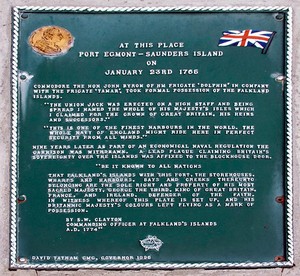 AT THIS PLACE
PORT EGMONT - SAUNDERS ISLAND
ON
JANUARY 23RD 1765
COMMODORE THE HON JOHN BYRON OF HM FRIGATE 'DOLPHIN' IN COMPANY
WITH THE FRIGATE 'TAMAR', TOOK FORMAL POSSESSION OF THE FALKLAND
ISLANDS.
"THE UNION JACK WAS ERECTED ON A HIGH STAFF AND BEING
SPREAD I NAMED THE WHOLE OF HIS MAJESTY'S ISLES WHICH
I CLAIMED FOR THE CROWN OF GREAT BRITAIN, HIS HEIRS
AND SUCCESSORS."
"THIS IS ONE OF THE FINEST HARBOURS IN THE WORLD. THE
WHOLE NAVY OF ENGLAND MIGHT RIDE HERE IN PERFECT
SECURITY FROM ALL WINDS."
NINE YEARS LATER AS PART OF AN ECONOMICAL NAVAL REGULATION THE
GARRISON WAS WITHDRAWN. A LEAD PLAQUE CLAIMING BRITAIN'S
SOVEREIGNTY OVER THE ISLANDS WAS AFFIXED TO THE BLOCKHOUSE DOOR.
"BE IT KNOWN TO ALL NATIONS
THAT FALKLAND'S ISLANDS WITH THIS FORT, THE STOREHOUSES,
WHARFS AND HARBOURS, BAYS AND CREEKS THEREUNTO
BELONGING ARE THE SOLE RIGHT AND PROPERTY OF HIS MOST
SACRED MAJESTY, GEORGE THE THIRD, KING OF GREAT BRITAIN,
FRANCE, AND IRELAND, DEFENDER OF THE FAITH
IN WITNESS WHEREOF THIS PLATE IS SET UP, AND HIS
BRITANNIC MAJESTY'S COLOURS LEFT FLYING AS A MARK OF
POSSESSION.
BY S.W. CLAYTON
COMMANDING OFFICER AT FALKLAND'S ISLANDS
A.D. 1774"
DAVID TATHAM CMG, GOVERNOR